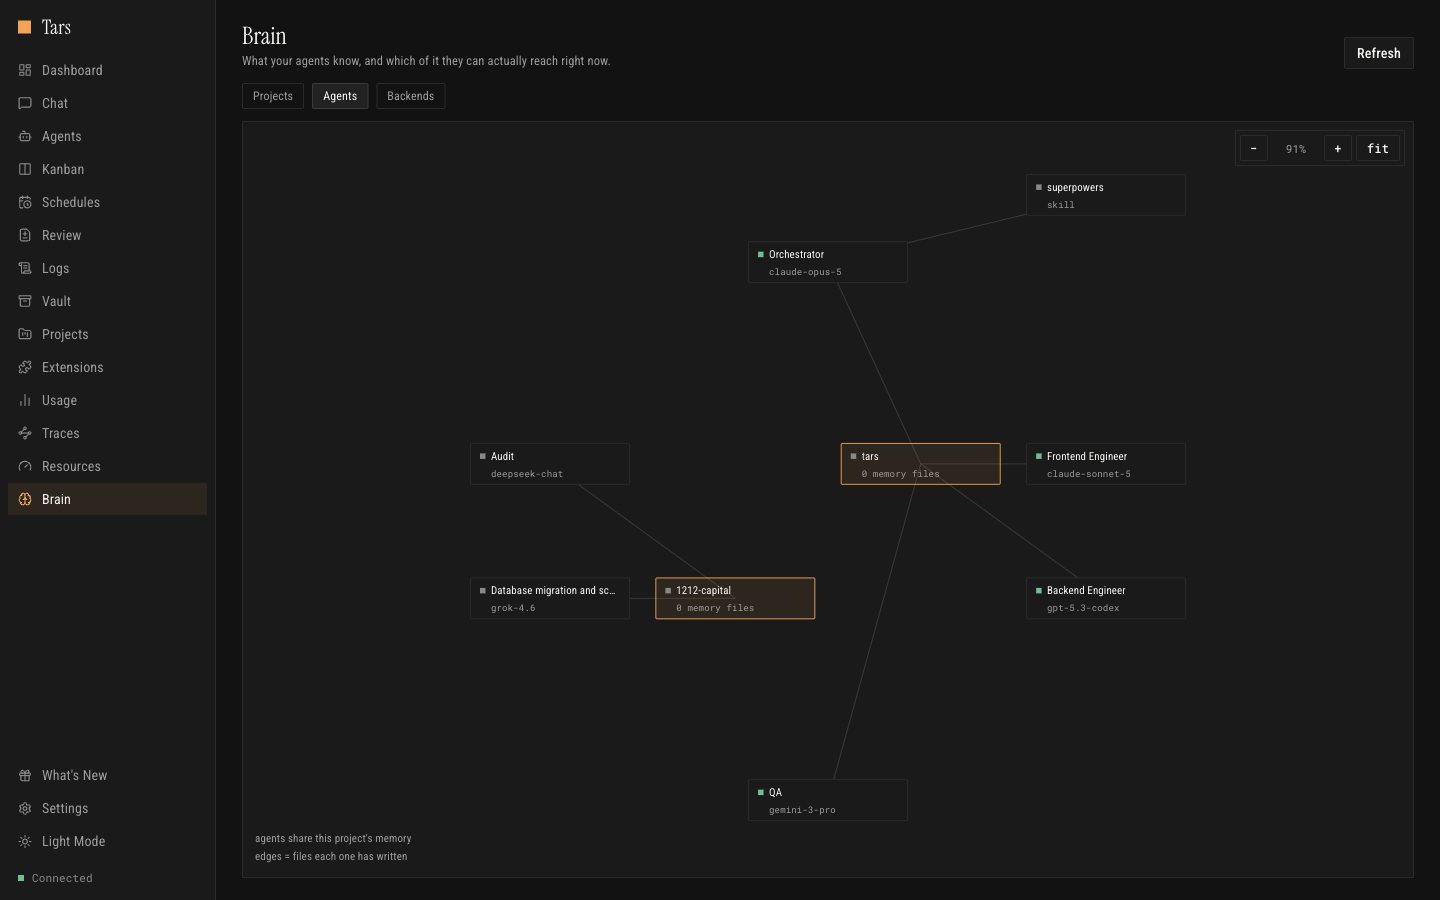 Tars
Dashboard
Chat
Agents
Kanban
Schedules
Review
Logs
Vault
Projects
Extensions
Usage
Traces
Resources
Brain
What's New
Settings
Light Mode
Connected
Brain
What your agents know, and which of it they can actually reach right now.
Refresh
Projects
Agents
Backends
-
91%
+
fit
superpowers
skill
Orchestrator
claude-opus-5
Audit
deepseek-chat
tars
0 memory files
Frontend Engineer
claude-sonnet-5
Database migration and sc…
grok-4.6
1212-capital
0 memory files
Backend Engineer
gpt-5.3-codex
QA
gemini-3-pro
agents share this project's memory
edges = files each one has written